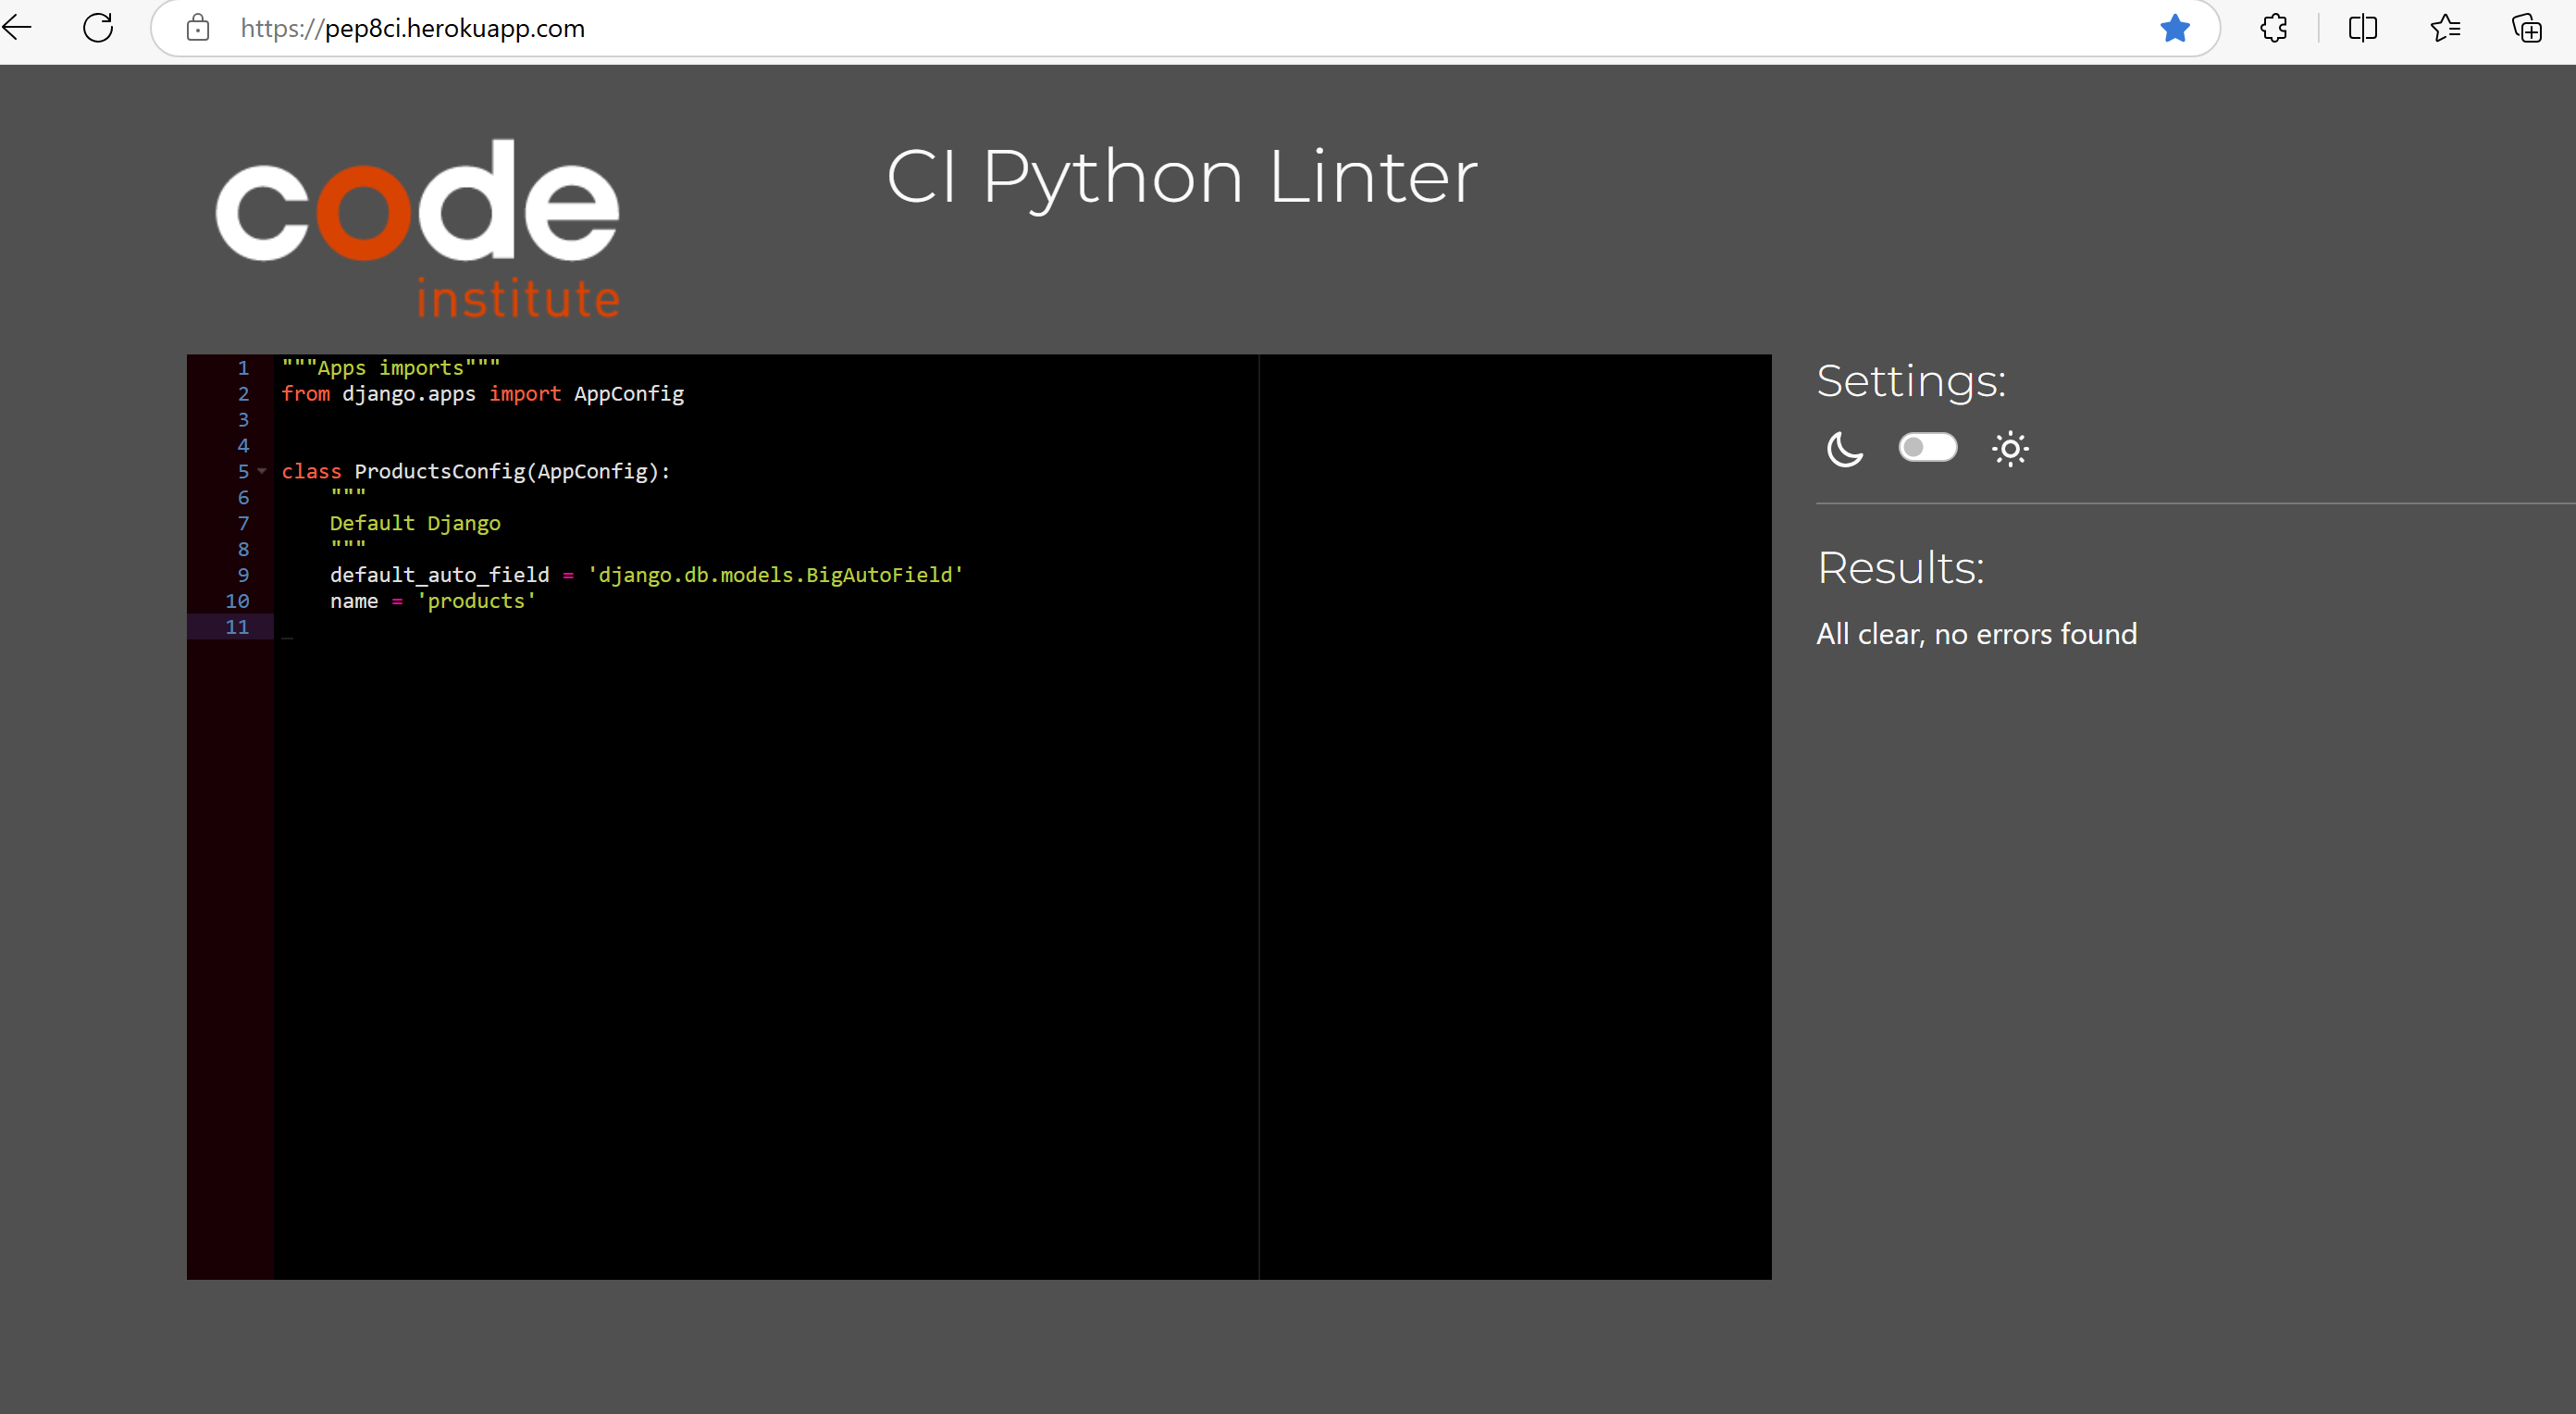 https://pep8ci.herokuapp.com
code
institute
CI Python Linter
1 """Apps imports"""
2 from django.apps import AppConfig
3
4
5 class ProductsConfig(AppConfig):
6     """
7     Default Django
8     """
9     default_auto_field = 'django.db.models.BigAutoField'
10     name = 'products'
11
Settings:
Results:
All clear, no errors found